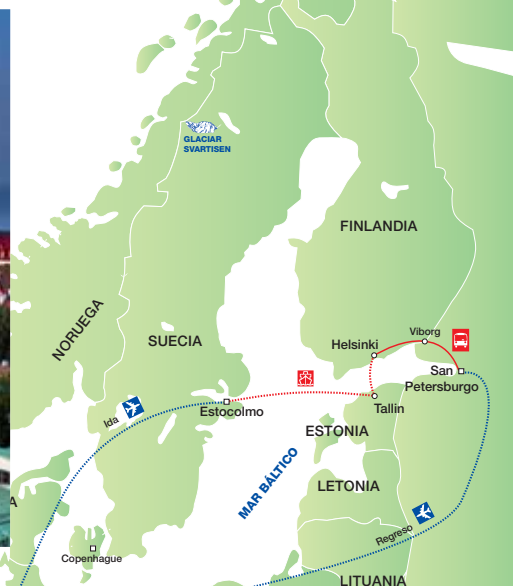 GLACIAR
SVARTISEN
FINLANDIA
NORUEGA
SUECIA
Viborg
Helsinki
San
Petersburgo
Ida
Estocolmo
Tallin
ESTONIA
MAR BÁLTICO
LETONIA
A
Regreso
Copenhague
LITUANIA